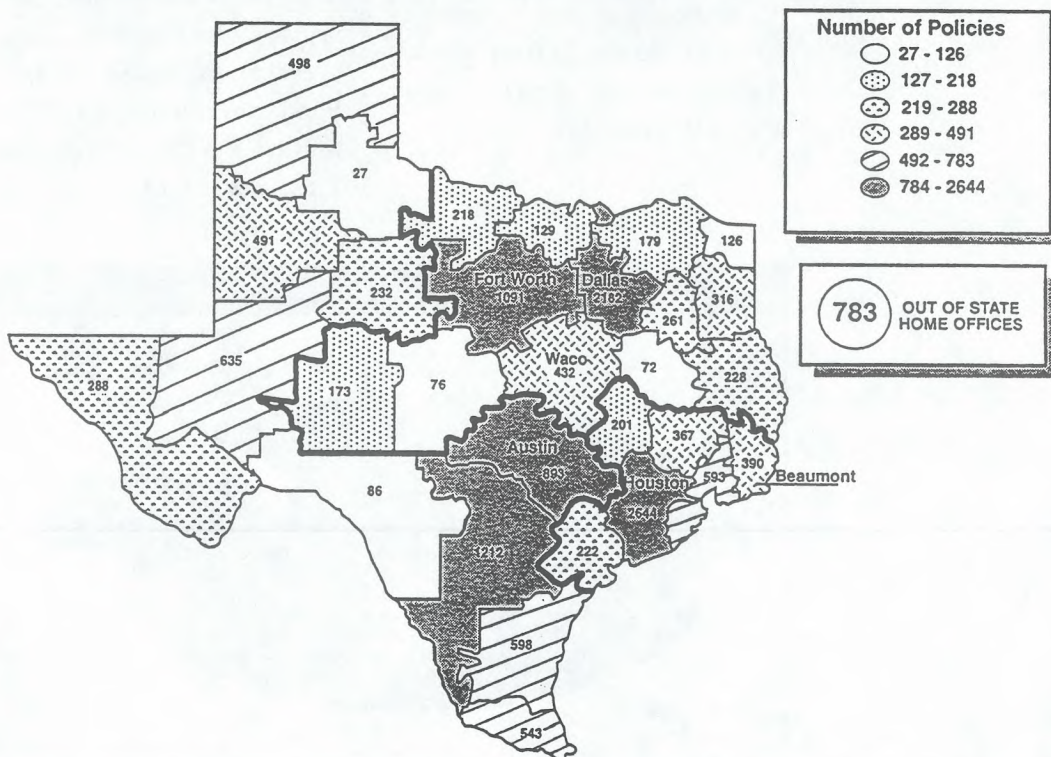 Number of Policies
27 - 126
127 - 218
219 - 288
289 - 491
492 - 783
784 - 2644
783 OUT OF STATE
HOME OFFICES
498
27
218
129
179
126
491
Fort Worth
1091
Dallas
2182
316
232
261
635
Waco
432
72
228
288
173
76
201
367
Austin
893
390
593
Beaumont
Houston
2644
86
1212
222
598
543